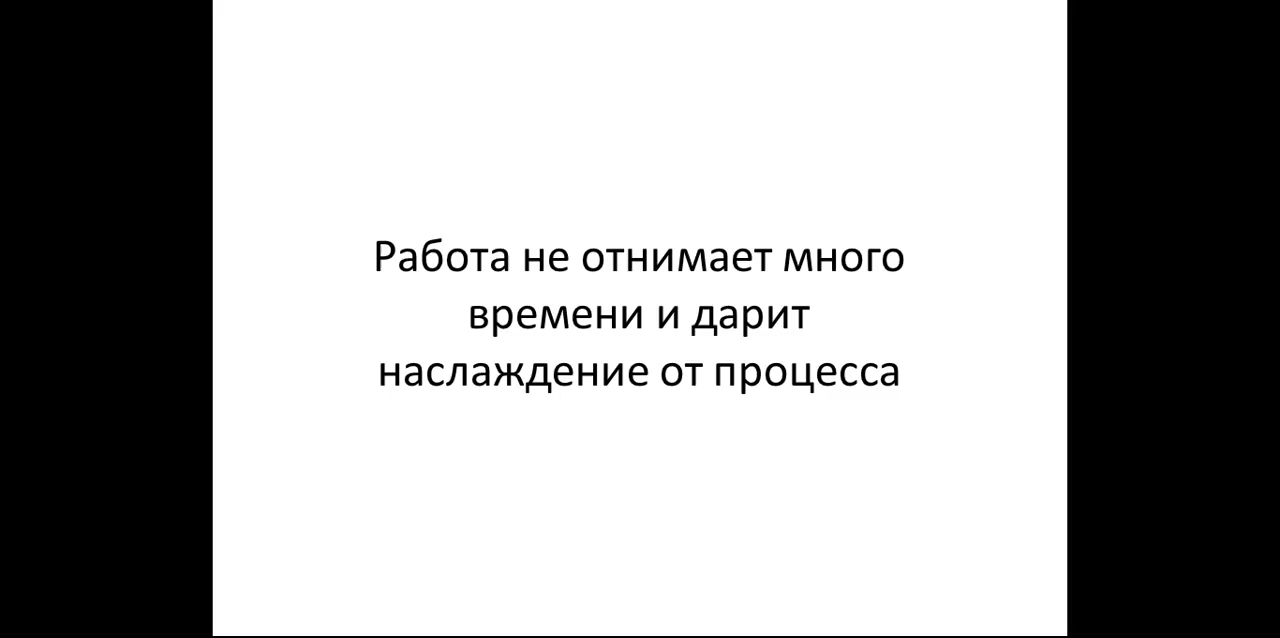 Работа не отнимает много
времени и дарит
наслаждение от процесса